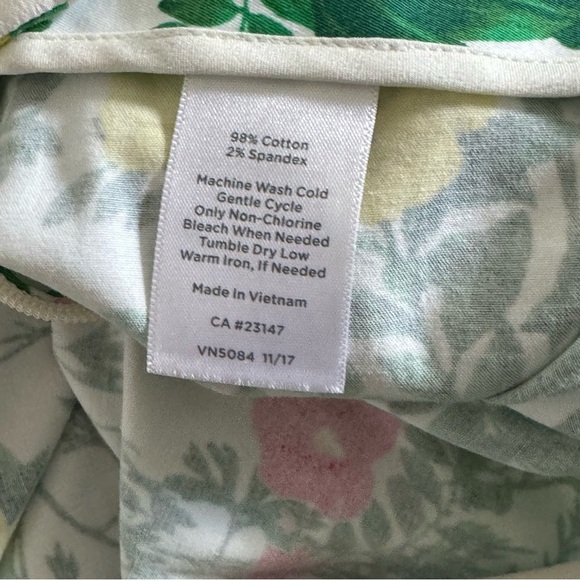 98% Cotton
2% Spandex
Machine Wash Cold
Gentle Cycle
Only Non-Chlorine
Bleach When Needed
Tumble Dry Low
Warm Iron, If Needed
Made In Vietnam
CA #23147
VN5084 11/17